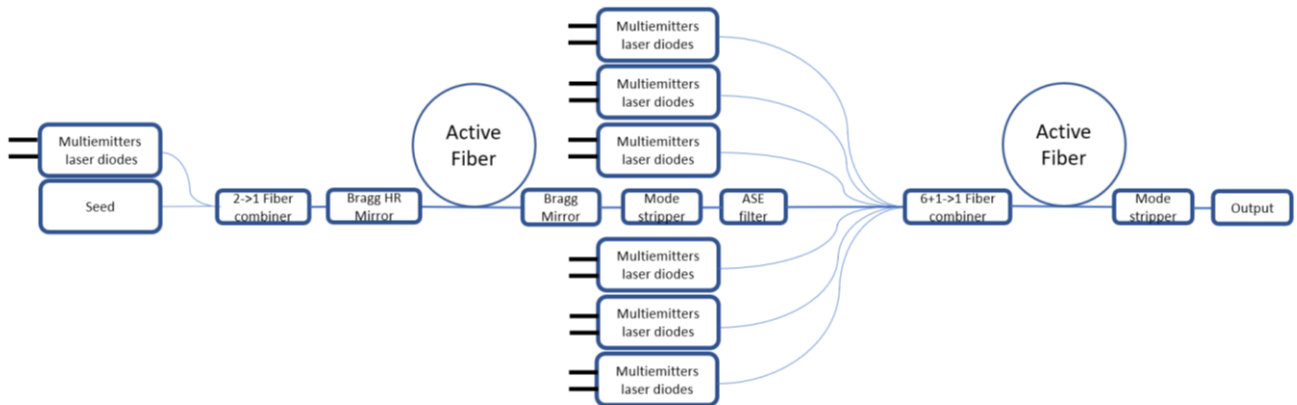 Multiemitters
laser diodes
Seed
2->1 Fiber
combiner
Bragg HR
Mirror
Active
Fiber
Bragg
Mirror
Mode
stripper
ASE
filter
Multiemitters
laser diodes
Multiemitters
laser diodes
Multiemitters
laser diodes
Multiemitters
laser diodes
Multiemitters
laser diodes
Multiemitters
laser diodes
6+1->1 Fiber
combiner
Active
Fiber
Mode
stripper
Output